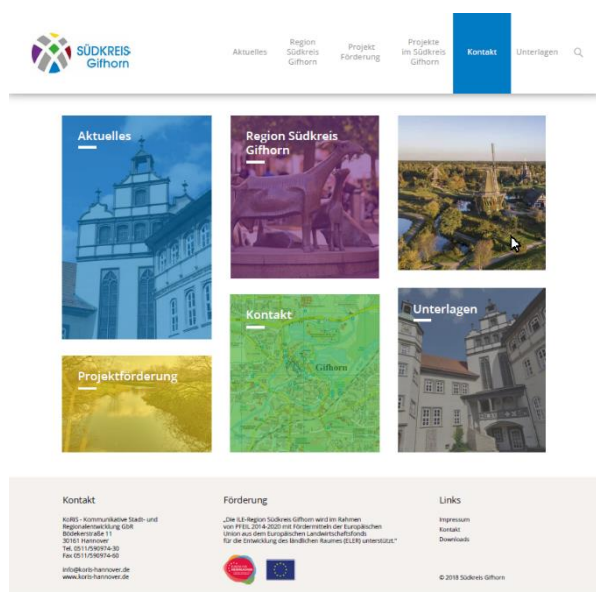 SÜDKREIS
Gifhorn
Aktuelles
Region
Südkreis
Gifhorn
Projekt
Förderung
Projekte
im Südkreis
Gifhorn
Kontakt
Unterlagen
Aktuelles
Region Südkreis
Gifhorn
Kontakt
Gifhorn
Unterlagen
Projektförderung
Kontakt
KoRiS - Kommunikative Stadt- und
Regionalentwicklung GbR
Bödekerstraße 11
30161 Hannover
Tel. 0511/590974-30
Fax 0511/590974-60
info@koris-hannover.de
www.koris-hannover.de
Förderung
„Die ILE-Region Südkreis Gifhorn wird im Rahmen
von PFEIL 2014-2020 mit Fördermitteln der Europäischen
Union aus dem Europäischen Landwirtschaftsfonds
für die Entwicklung des ländlichen Raumes (ELER) unterstützt."
Links
Impressum
Kontakt
Downloads
© 2018 Südkreis Gifhorn